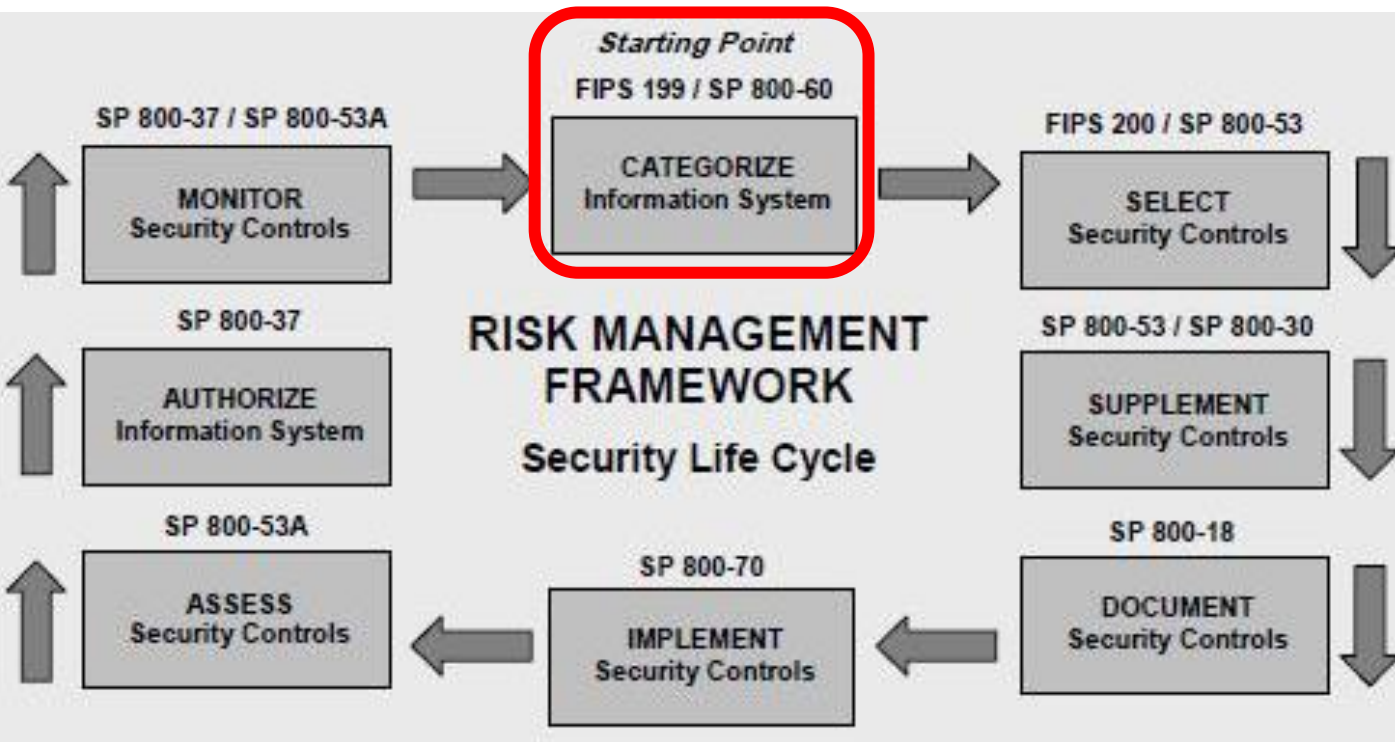 Starting Point
FIPS 199 / SP 800-60
CATEGORIZE
Information System
FIPS 200 / SP 800-53
SELECT
Security Controls
SP 800-53 / SP 800-30
SUPPLEMENT
Security Controls
SP 800-18
DOCUMENT
Security Controls
SP 800-70
IMPLEMENT
Security Controls
SP 800-53A
ASSESS
Security Controls
SP 800-37
AUTHORIZE
Information System
SP 800-37 / SP 800-53A
MONITOR
Security Controls
RISK MANAGEMENT
FRAMEWORK
Security Life Cycle